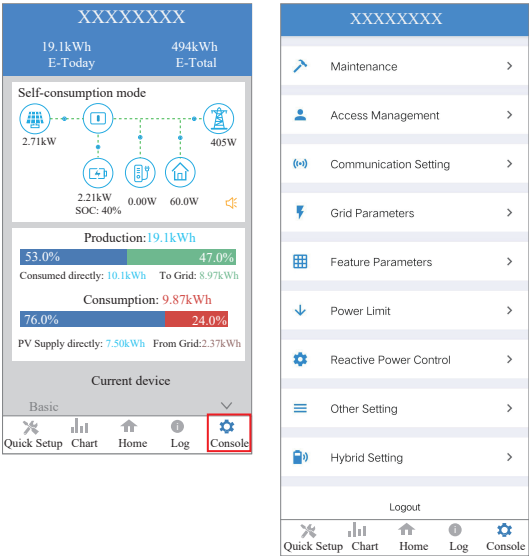 XXXXXXXX
19.1kWh 494kWh
E-Today E-Total
Self-consumption mode
2.71kW 405W
2.21kW 0.00W 60.0W
SOC: 40%
Production:19.1kWh
53.0% 47.0%
Consumed directly: 10.1kWh To Grid: 8.97kWh
Consumption: 9.87kWh
76.0% 24.0%
PV Supply directly: 7.50kWh From Grid:2.37kWh
Current device
Basic
Quick Setup Chart Home Log Console
XXXXXXXX
Maintenance
Access Management
Communication Setting
Grid Parameters
Feature Parameters
Power Limit
Reactive Power Control
Other Setting
Hybrid Setting
Logout
Quick Setup Chart Home Log Console